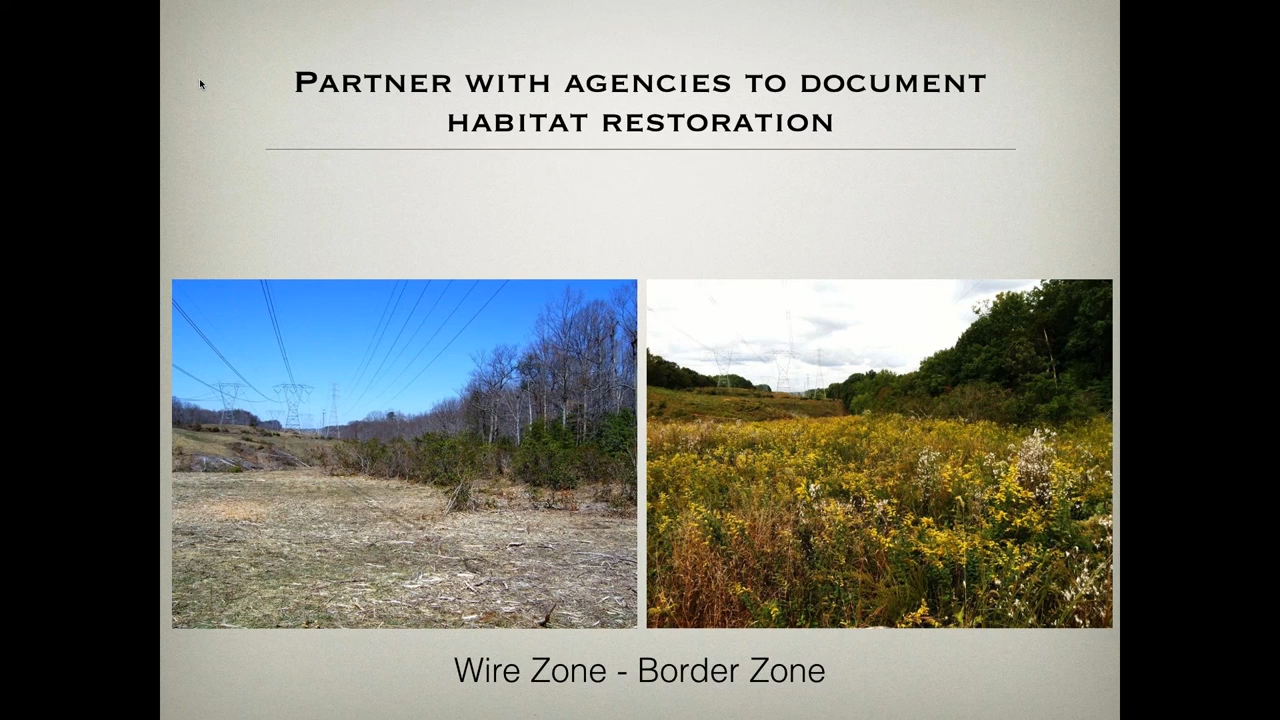 Partner with agencies to document
habitat restoration
Wire Zone - Border Zone